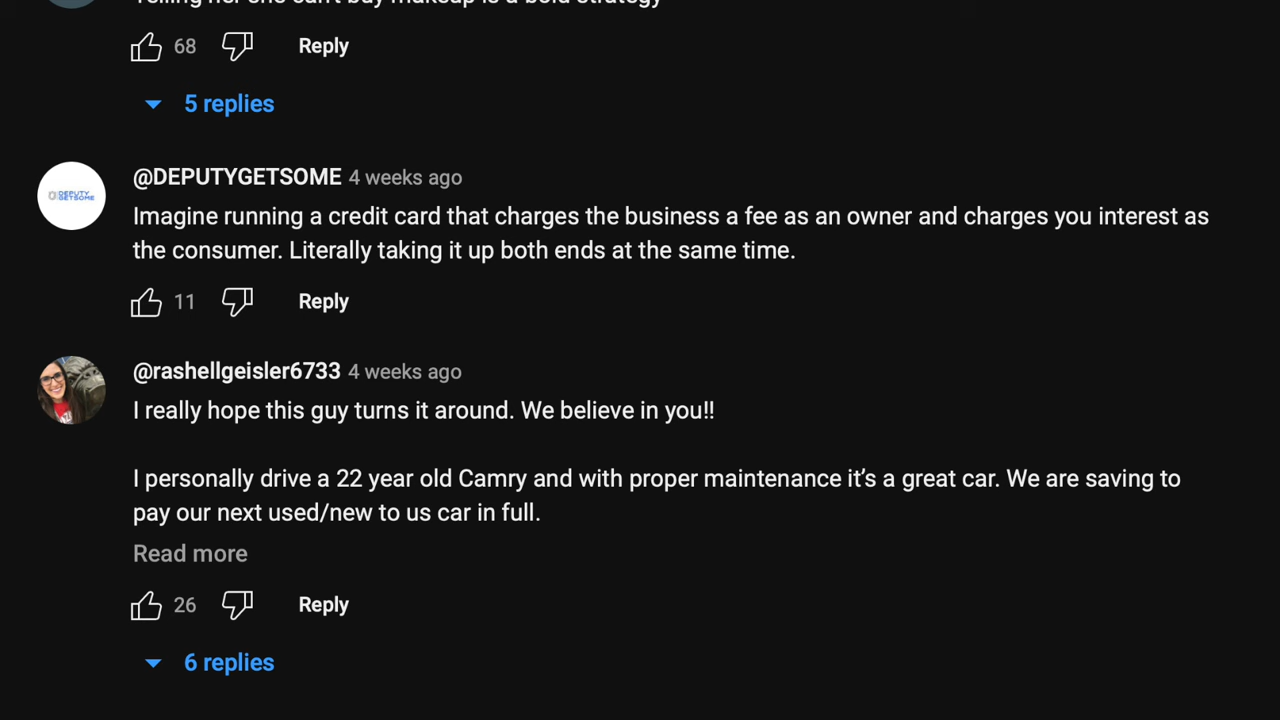 Telling her she can't buy makeup is a bold strategy
68 Reply
5 replies
@DEPUTYGETSOME 4 weeks ago
DEPUTY
GETSOME
Imagine running a credit card that charges the business a fee as an owner and charges you interest as
the consumer. Literally taking it up both ends at the same time.
11 Reply
@rashellgeisler6733 4 weeks ago
I really hope this guy turns it around. We believe in you!!
I personally drive a 22 year old Camry and with proper maintenance it’s a great car. We are saving to
pay our next used/new to us car in full.
Read more
26 Reply
6 replies